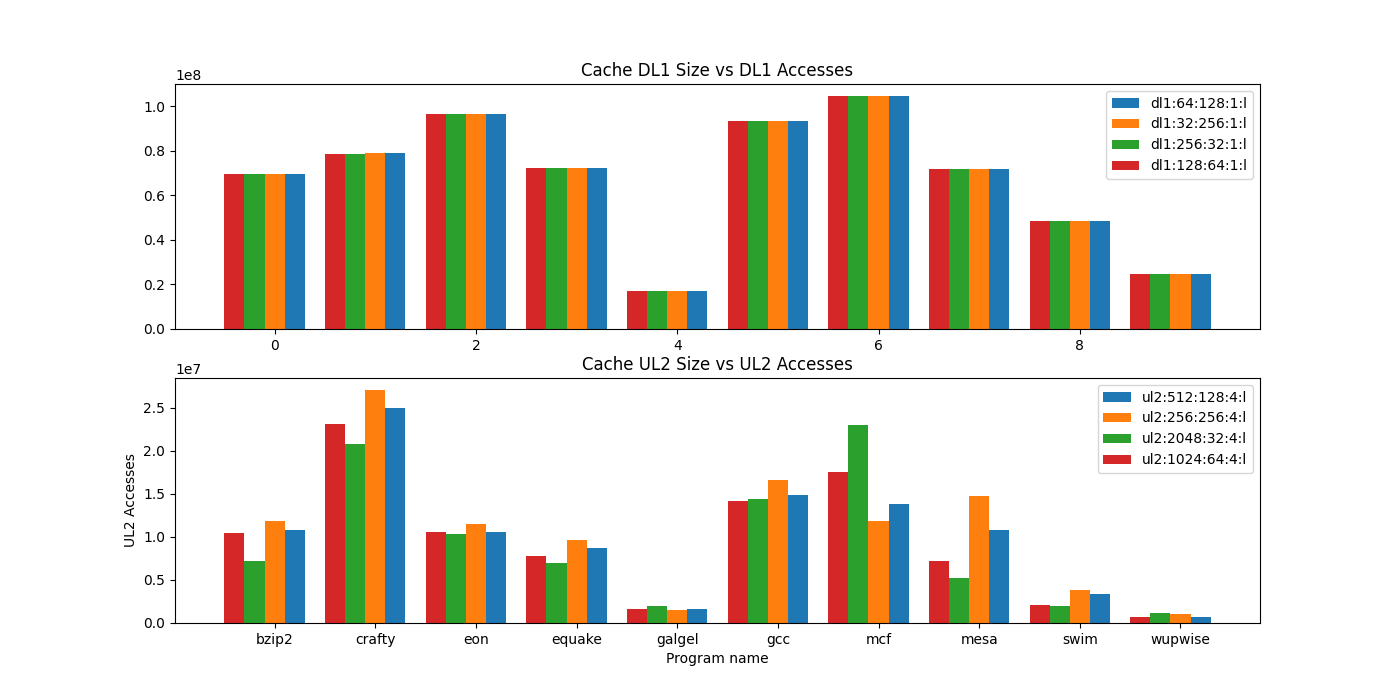 Cache DL1 Size vs DL1 Accesses
1e8
1.0
0.8
0.6
0.4
0.2
0.0
0 2 4 6 8
dl1:64:128:1:l
dl1:32:256:1:l
dl1:256:32:1:l
dl1:128:64:1:l
Cache UL2 Size vs UL2 Accesses
1e7
2.5
2.0
1.5
1.0
0.5
0.0
UL2 Accesses
ul2:512:128:4:l
ul2:256:256:4:l
ul2:2048:32:4:l
ul2:1024:64:4:l
bzip2 crafty eon equake galgel gcc mcf mesa swim wupwise
Program name